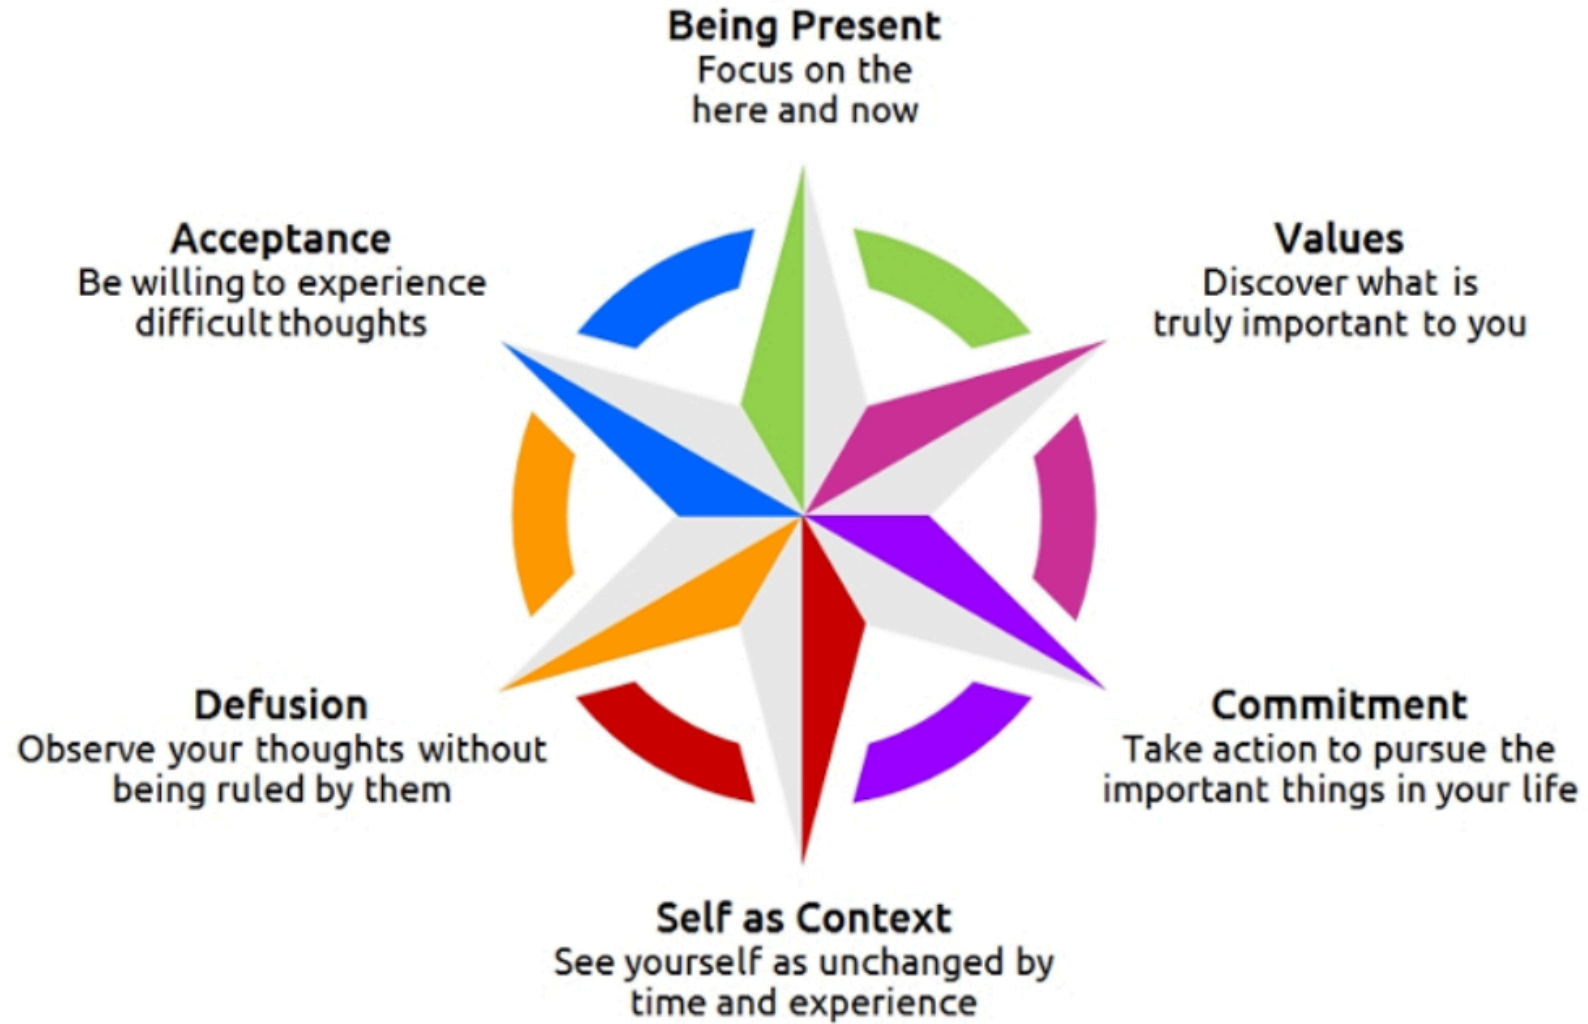 Being Present
Focus on the
here and now
Acceptance
Be willing to experience
difficult thoughts
Values
Discover what is
truly important to you
Defusion
Observe your thoughts without
being ruled by them
Commitment
Take action to pursue the
important things in your life
Self as Context
See yourself as unchanged by
time and experience